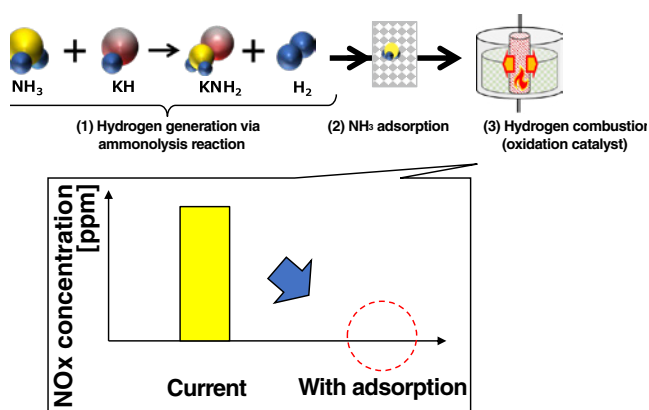 NH₃ + KH → KNH₂ + H₂
(1) Hydrogen generation via
ammonolysis reaction
(2) NH₃ adsorption
(3) Hydrogen combustion
(oxidation catalyst)
NOx concentration
[ppm]
Current
With adsorption